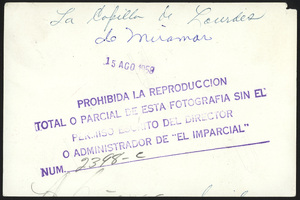 La Capilla de Lourdes
de Miramar
15 AGO 1959
PROHIBIDA LA REPRODUCCION
TOTAL O PARCIAL DE ESTA FOTOGRAFIA SIN EL
PERMISO ESCRITO DEL DIRECTOR
O ADMINISTRADOR DE "EL IMPARCIAL"
NUM. 2398-C